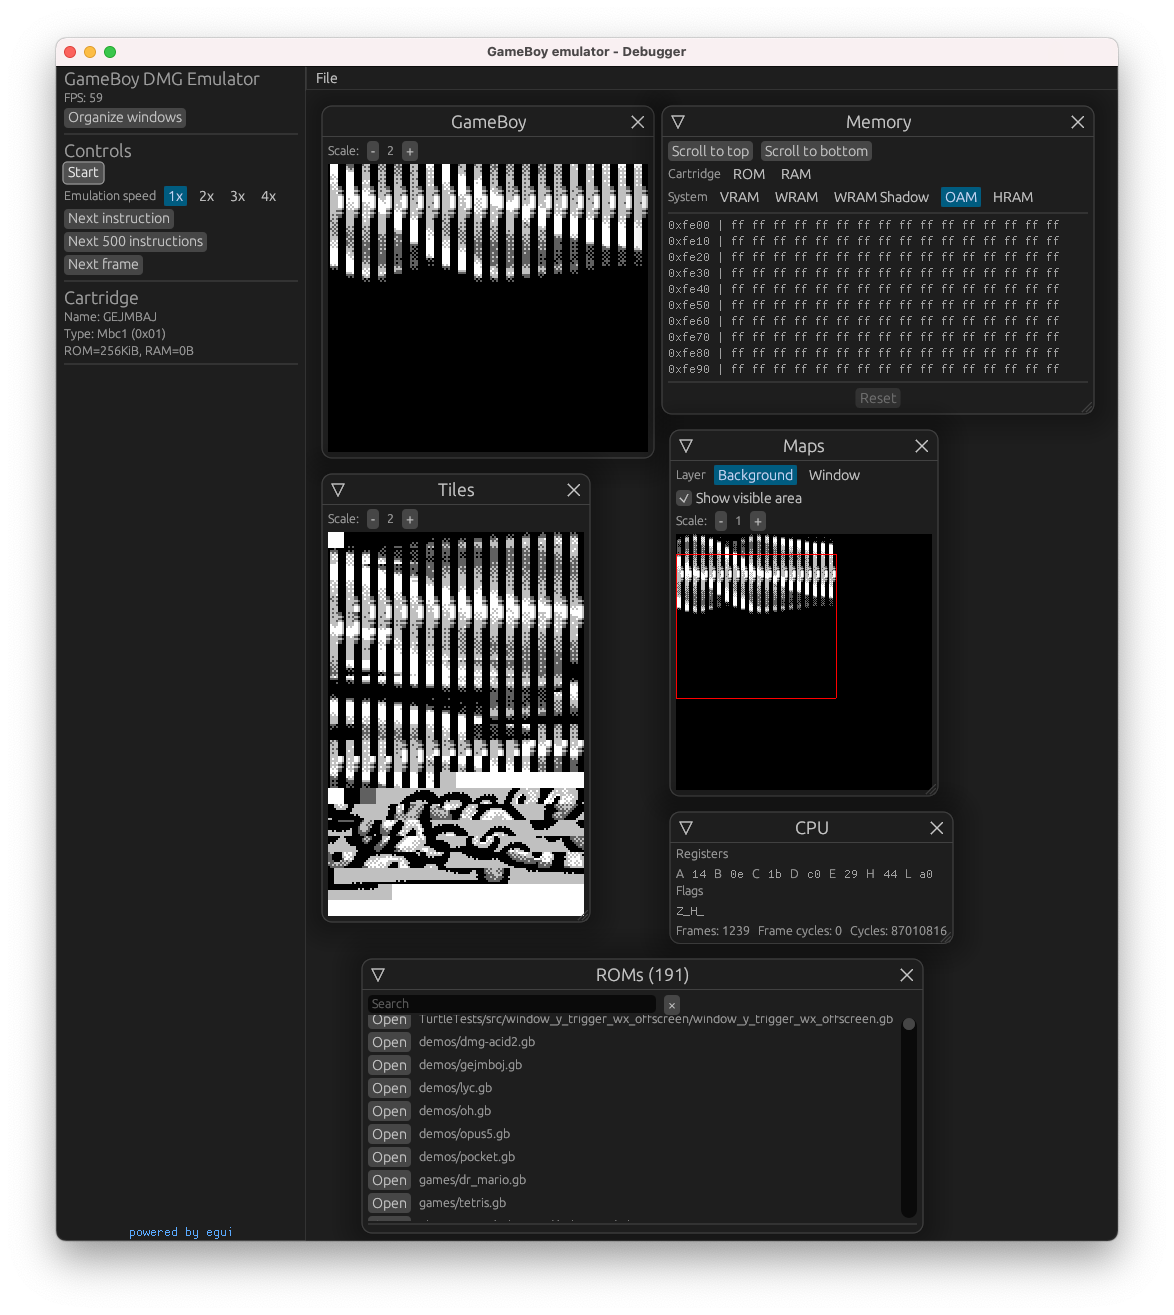 GameBoy emulator - Debugger
GameBoy DMG Emulator
FPS: 59
Organize windows
Controls
Start
Emulation speed 1x 2x 3x 4x
Next instruction
Next 500 instructions
Next frame
Cartridge
Name: GEJMBAJ
Type: Mbc1 (0x01)
ROM=256KiB, RAM=0B
powered by egui
File
GameBoy
Scale: - 2 +
Memory
Scroll to top Scroll to bottom
Cartridge ROM RAM
System VRAM WRAM WRAM Shadow OAM HRAM
0xfe00 | ff ff ff ff ff ff ff ff ff ff ff ff ff ff ff ff
0xfe10 | ff ff ff ff ff ff ff ff ff ff ff ff ff ff ff ff
0xfe20 | ff ff ff ff ff ff ff ff ff ff ff ff ff ff ff ff
0xfe30 | ff ff ff ff ff ff ff ff ff ff ff ff ff ff ff ff
0xfe40 | ff ff ff ff ff ff ff ff ff ff ff ff ff ff ff ff
0xfe50 | ff ff ff ff ff ff ff ff ff ff ff ff ff ff ff ff
0xfe60 | ff ff ff ff ff ff ff ff ff ff ff ff ff ff ff ff
0xfe70 | ff ff ff ff ff ff ff ff ff ff ff ff ff ff ff ff
0xfe80 | ff ff ff ff ff ff ff ff ff ff ff ff ff ff ff ff
0xfe90 | ff ff ff ff ff ff ff ff ff ff ff ff ff ff ff ff
Reset
Tiles
Scale: - 2 +
Maps
Layer Background Window
Show visible area
Scale: - 1 +
CPU
Registers
A 14 B 0e C 1b D c0 E 29 H 44 L a0
Flags
Z_H_
Frames: 1239 Frame cycles: 0 Cycles: 87010816
ROMs (191)
Search ×
Open TurtleTests/src/window_y_trigger_wx_offscreen/window_y_trigger_wx_offscreen.gb
Open demos/dmg-acid2.gb
Open demos/gejmboj.gb
Open demos/lyc.gb
Open demos/oh.gb
Open demos/opus5.gb
Open demos/pocket.gb
Open games/dr_mario.gb
Open games/tetris.gb